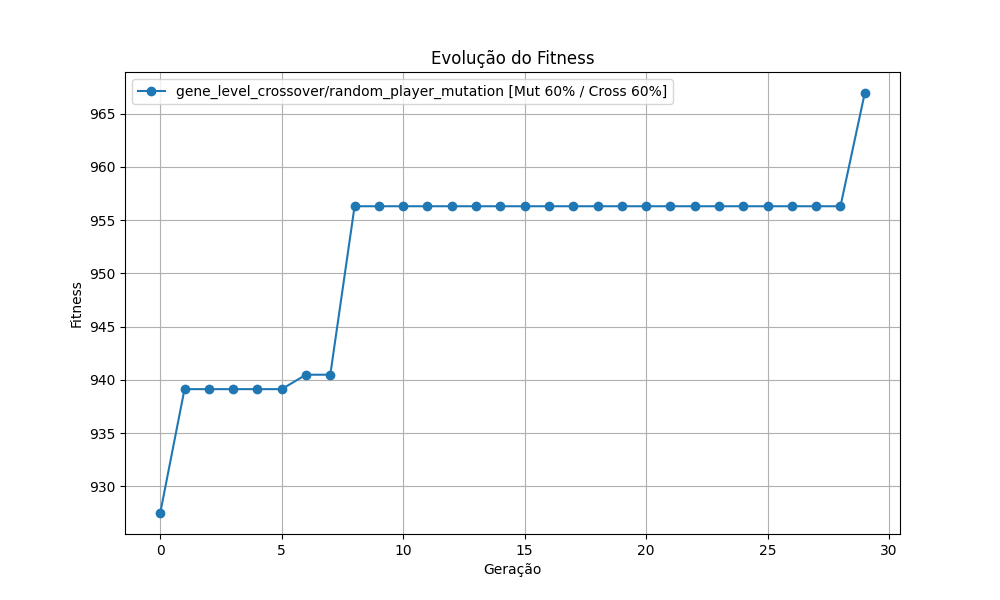 Evolução do Fitness
gene_level_crossover/random_player_mutation [Mut 60% / Cross 60%]
965
960
955
950
945
940
935
930
Fitness
0 5 10 15 20 25 30
Geração